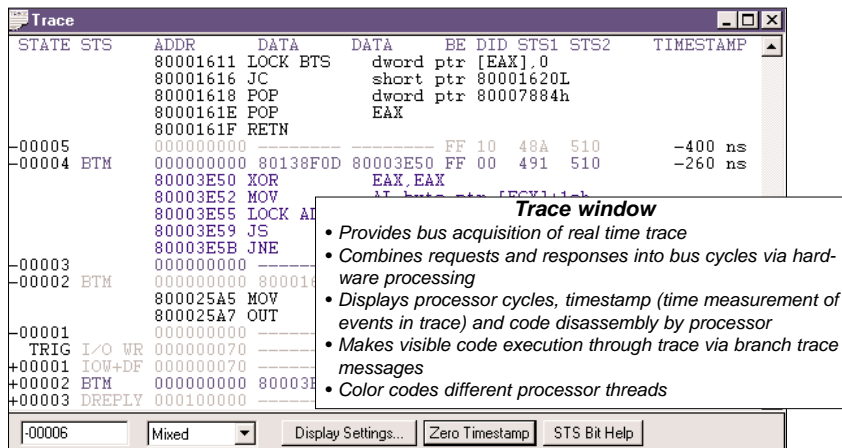 Trace
STATE STS ADDR DATA DATA BE DID STS1 STS2 TIMESTAMP
80001611 LOCK BTS dword ptr [EAX],0
80001616 JC short ptr 80001620L
80001618 POP dword ptr 80007884h
8000161E POP EAX
8000161F RETN
-00005 000000000 -------- -------- FF 10 48A 510 -400 ns
-00004 BTM 000000000 80138F0D 80003E50 FF 00 491 510 -260 ns
80003E50 XOR EAX,EAX
80003E52 MOV
80003E55 LOCK
80003E59 JS
80003E5B JNE
-00003 000000000
-00002 BTM 000000000
800025A5 MOV
800025A7 OUT
-00001 000000000
TRIG I/O WR 000000070
+00001 IOW+DF 000000070
+00002 BTM 000000000
+00003 DREPLY 000100000
Trace window
• Provides bus acquisition of real time trace
• Combines requests and responses into bus cycles via hard-
ware processing
• Displays processor cycles, timestamp (time measurement of
events in trace) and code disassembly by processor
• Makes visible code execution through trace via branch trace
messages
• Color codes different processor threads
-00006 Mixed Display Settings... Zero Timestamp STS Bit Help